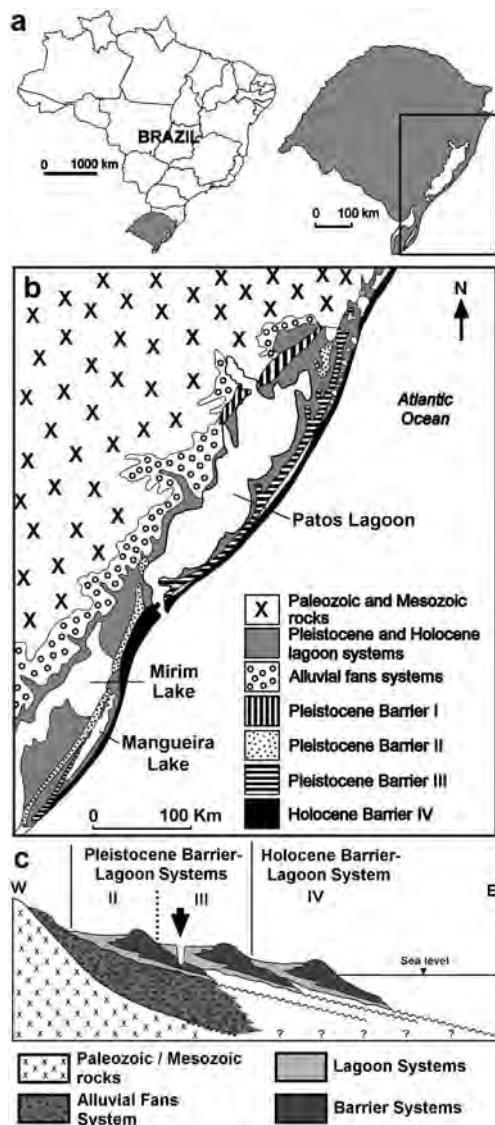 a
BRAZIL
0 1000 km
0 100 km
b
N
Atlantic
Ocean
Patos Lagoon
Mirim
Lake
Mangueira
Lake
0 100 Km
X Paleozoic and Mesozoic
rocks
Pleistocene and Holocene
lagoon systems
Alluvial fans systems
Pleistocene Barrier I
Pleistocene Barrier II
Pleistocene Barrier III
Holocene Barrier IV
c
Pleistocene Barrier-
Lagoon Systems
Holocene Barrier-
Lagoon System
W
II
III
IV
E
Sea level
? ? ? ? ?
Paleozoic / Mesozoic
rocks
Lagoon Systems
Alluvial Fans
System
Barrier Systems